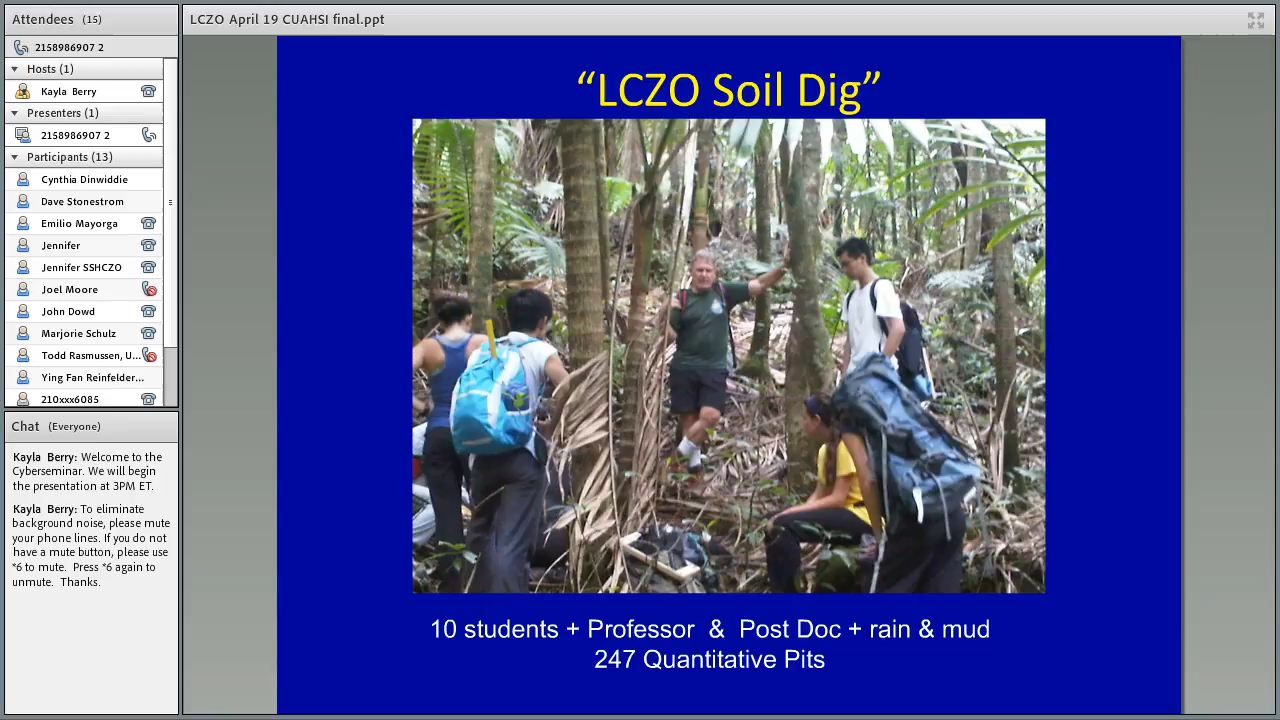 Attendees (15)
2158986907 2
Hosts (1)
Kayla Berry
Presenters (1)
2158986907 2
Participants (13)
Cynthia Dinwiddie
Dave Stonestrom
Emilio Mayorga
Jennifer
Jennifer SSHCZO
Joel Moore
John Dowd
Marjorie Schulz
Todd Rasmussen, U...
Ying Fan Reinfelder...
210xxx6085
Chat (Everyone)
Kayla Berry: Welcome to the
Cyberseminar. We will begin
the presentation at 3PM ET.
Kayla Berry: To eliminate
background noise, please mute
your phone lines. If you do not
have a mute button, please use
*6 to mute. Press *6 again to
unmute. Thanks.
LCZO April 19 CUAHSI final.ppt
“LCZO Soil Dig”
10 students + Professor & Post Doc + rain & mud
247 Quantitative Pits